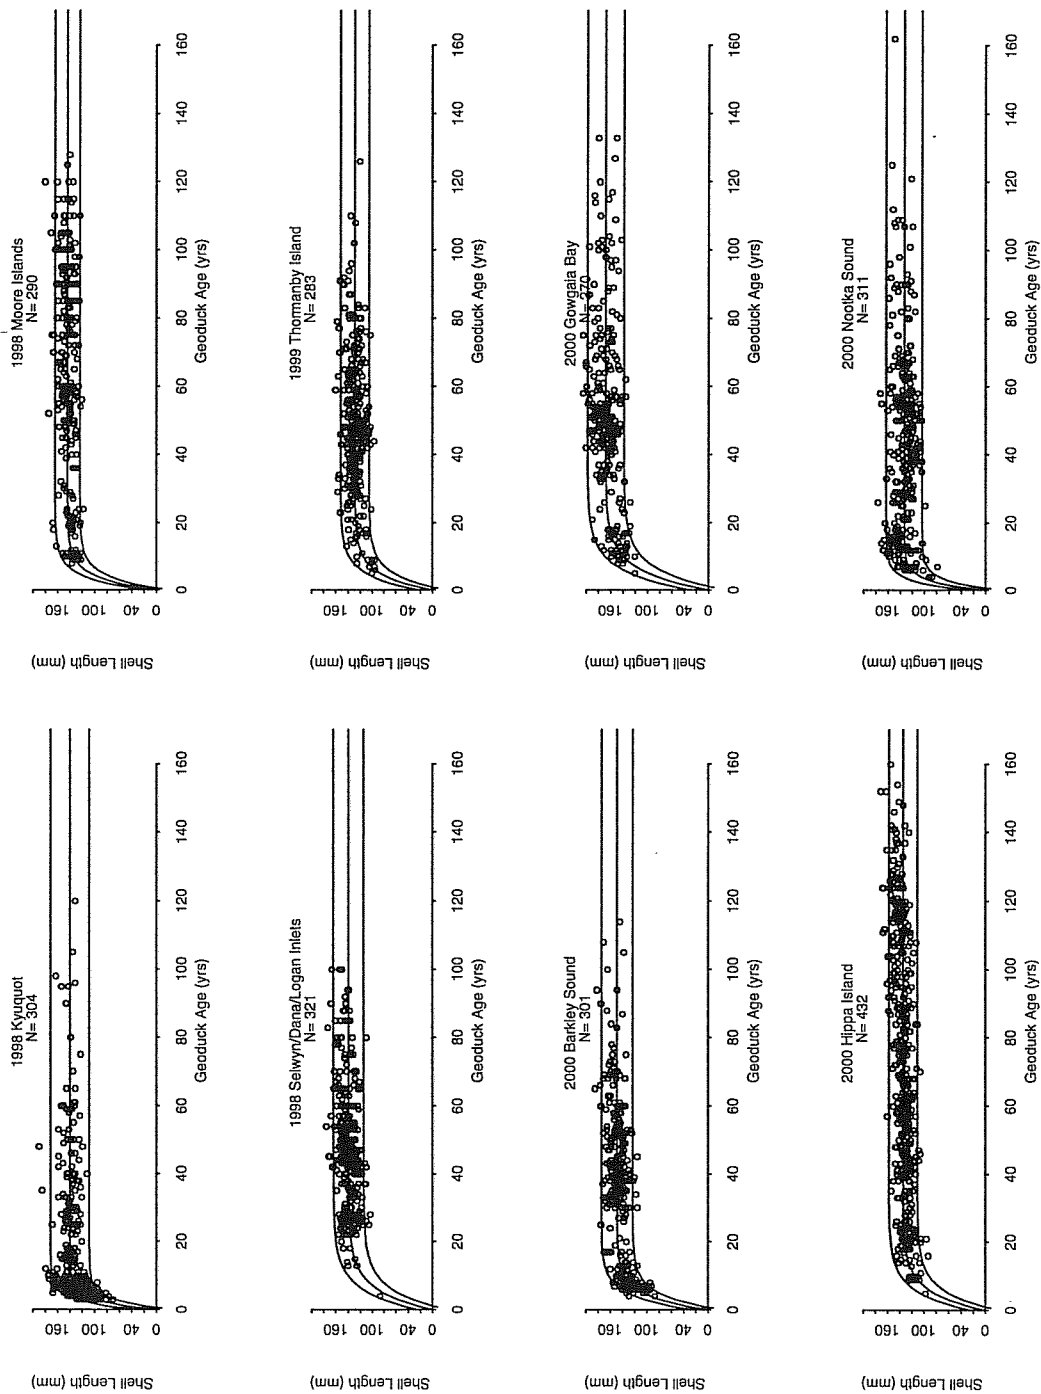 1998 Kyuquot
N= 304
Shell Length (mm)
160
100
40
0
0 20 40 60 80 100 120 140 160
Geoduck Age (yrs)
1998 Moore Islands
N= 290
Shell Length (mm)
160
100
40
0
0 20 40 60 80 100 120 140 160
Geoduck Age (yrs)
1998 Selwyn/Dana/Logan Inlets
N= 321
Shell Length (mm)
160
100
40
0
0 20 40 60 80 100 120 140 160
Geoduck Age (yrs)
1999 Thormanby Island
N= 283
Shell Length (mm)
160
100
40
0
0 20 40 60 80 100 120 140 160
Geoduck Age (yrs)
2000 Barkley Sound
N= 301
Shell Length (mm)
160
100
40
0
0 20 40 60 80 100 120 140 160
Geoduck Age (yrs)
2000 Gowgaia Bay
N= 270
Shell Length (mm)
160
100
40
0
0 20 40 60 80 100 120 140 160
Geoduck Age (yrs)
2000 Hippa Island
N= 432
Shell Length (mm)
160
100
40
0
0 20 40 60 80 100 120 140 160
Geoduck Age (yrs)
2000 Nootka Sound
N= 311
Shell Length (mm)
160
100
40
0
0 20 40 60 80 100 120 140 160
Geoduck Age (yrs)